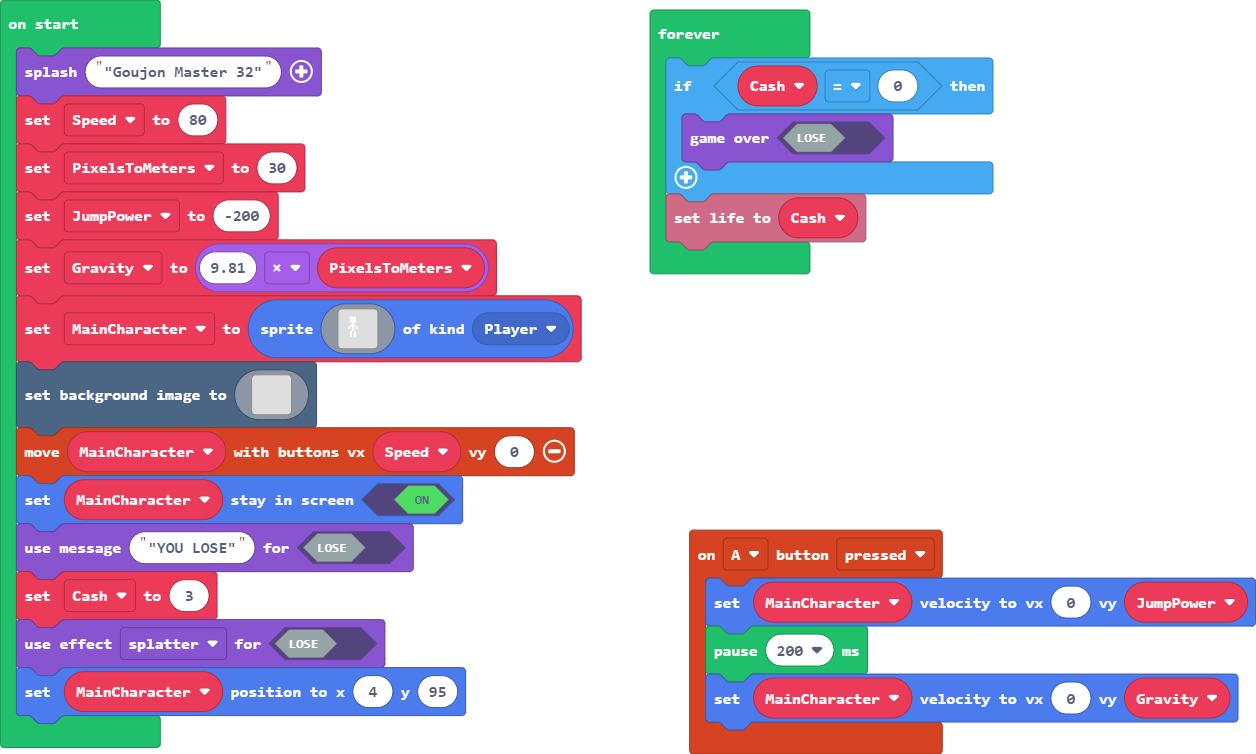 on start
splash ""Goujon Master 32""
set Speed to 80
set PixelsToMeters to 30
set JumpPower to -200
set Gravity to 9.81 × PixelsToMeters
set MainCharacter to sprite of kind Player
set background image to
move MainCharacter with buttons vx Speed vy 0
set MainCharacter stay in screen ON
use message ""YOU LOSE"" for LOSE
set Cash to 3
use effect splatter for LOSE
set MainCharacter position to x 4 y 95
forever
if Cash = 0 then
game over LOSE
set life to Cash
on A button pressed
set MainCharacter velocity to vx 0 vy JumpPower
pause 200 ms
set MainCharacter velocity to vx 0 vy Gravity